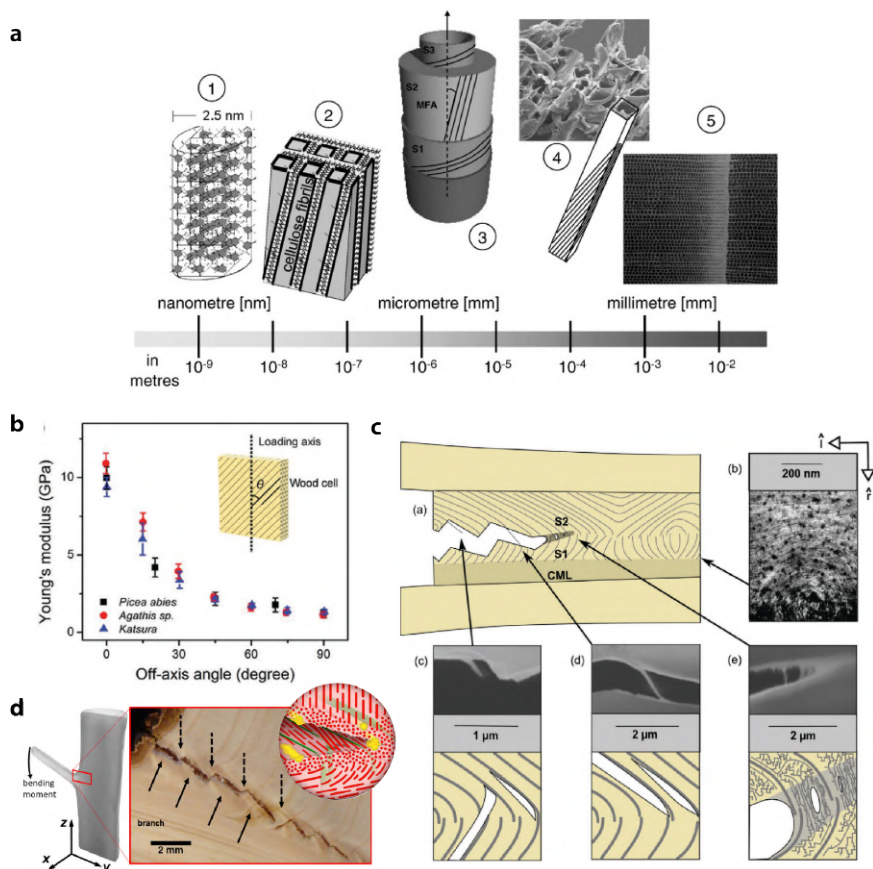 a
1
2.5 nm
2
cellulose fibrils
S3
S2
MFA
S1
3
4
5
nanometre [nm]
micrometre [mm]
millimetre [mm]
in
metres
10-9
10-8
10-7
10-6
10-5
10-4
10-3
10-2
b
Young's modulus (GPa)
10
5
0
Loading axis
θ
Wood cell
Picea abies
Agathis sp.
Katsura
0
30
60
90
Off-axis angle (degree)
c
(a)
S2
S1
CML
(b)
l̂
r̂
200 nm
(c)
1 µm
(d)
2 µm
(e)
2 µm
d
bending
moment
z
x
y
branch
2 mm